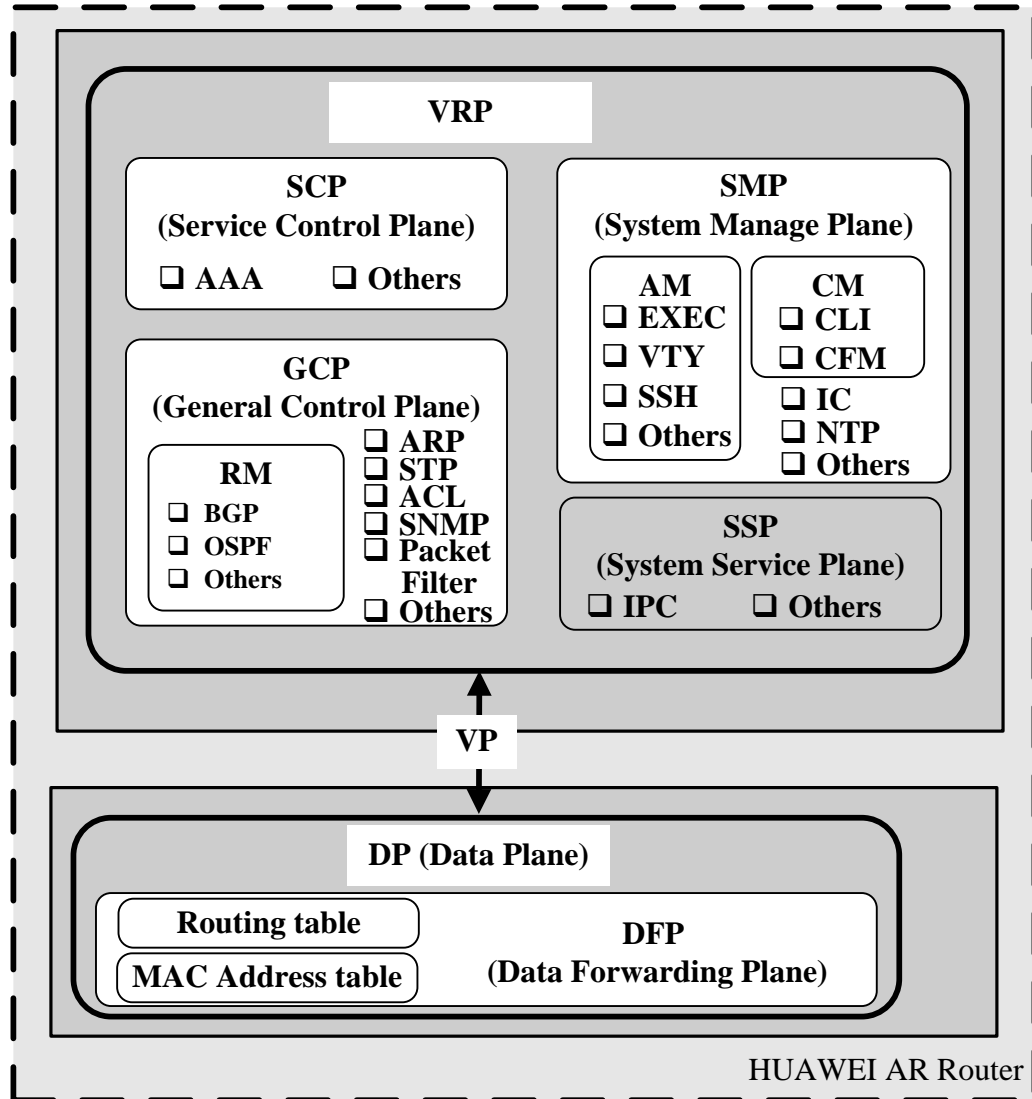 VRP
SCP
(Service Control Plane)
❑ AAA ❑ Others
GCP
(General Control Plane)
RM
❑ BGP
❑ OSPF
❑ Others
❑ ARP
❑ STP
❑ ACL
❑ SNMP
❑ Packet
Filter
❑ Others
SMP
(System Manage Plane)
AM
❑ EXEC
❑ VTY
❑ SSH
❑ Others
CM
❑ CLI
❑ CFM
❑ IC
❑ NTP
❑ Others
SSP
(System Service Plane)
❑ IPC ❑ Others
VP
DP (Data Plane)
Routing table
MAC Address table
DFP
(Data Forwarding Plane)
HUAWEI AR Router